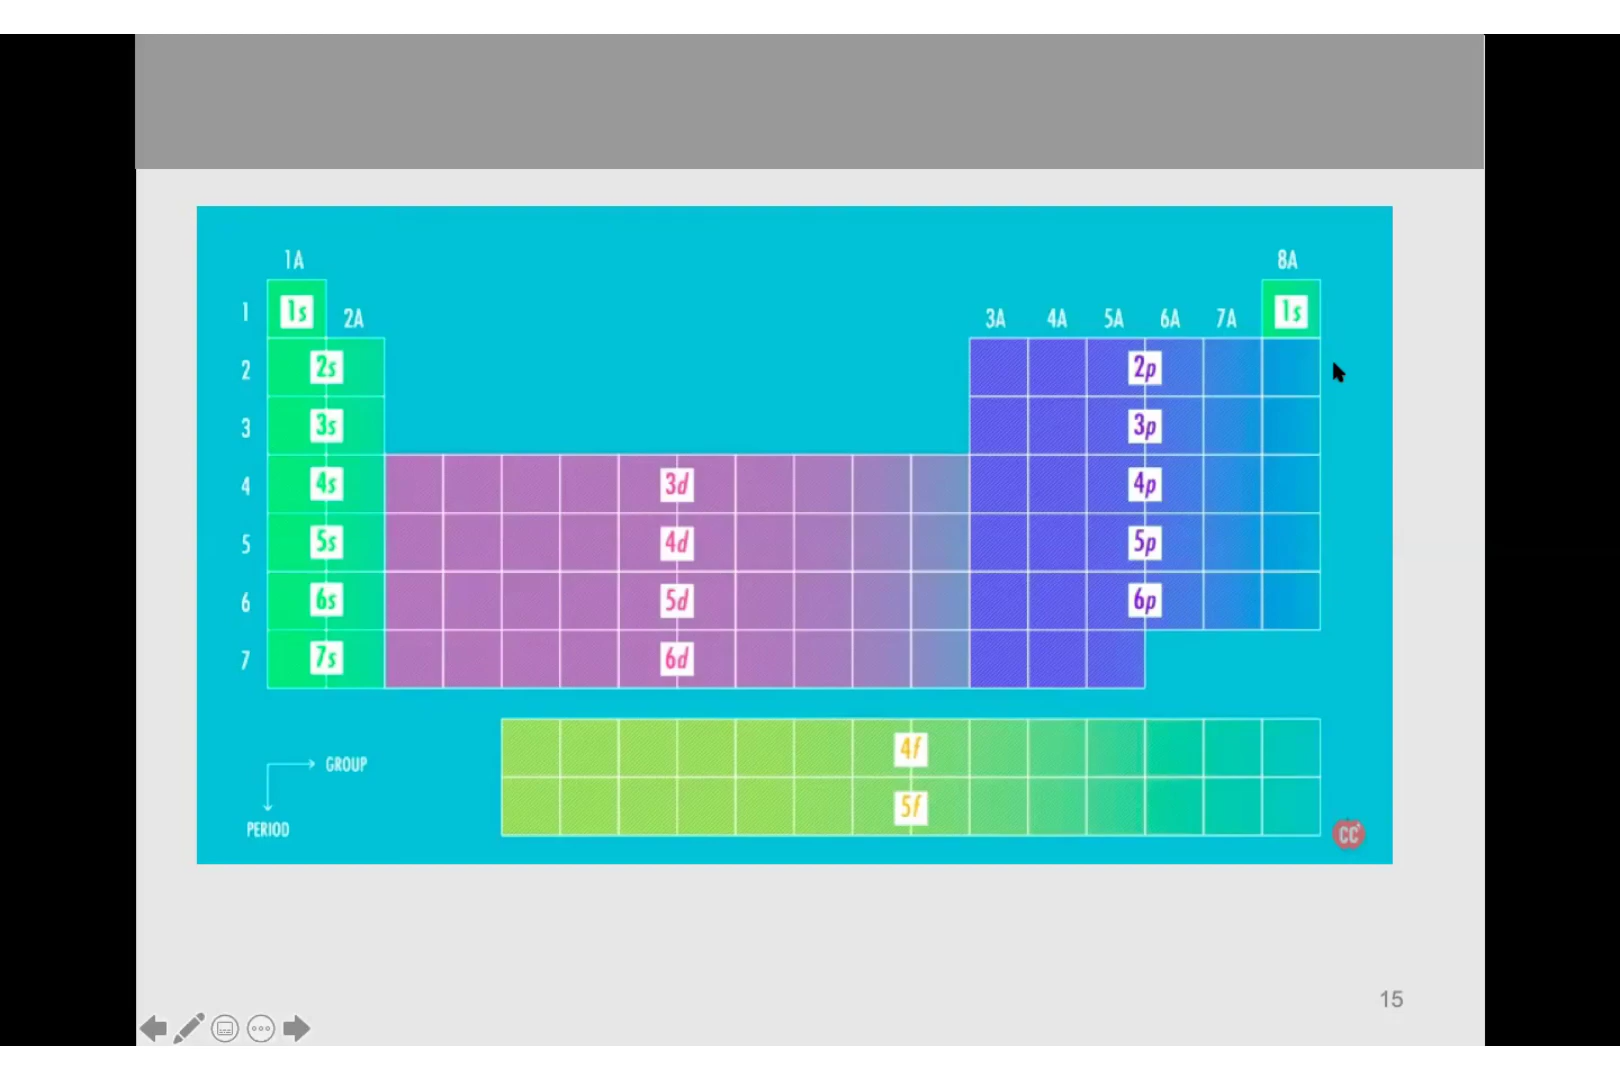 1A 8A
1 1s 2A 3A 4A 5A 6A 7A 1s
2 2s 2p
3 3s 3p
4 4s 3d 4p
5 5s 4d 5p
6 6s 5d 6p
7 7s 6d
4f
GROUP
5f
PERIOD
CC
15